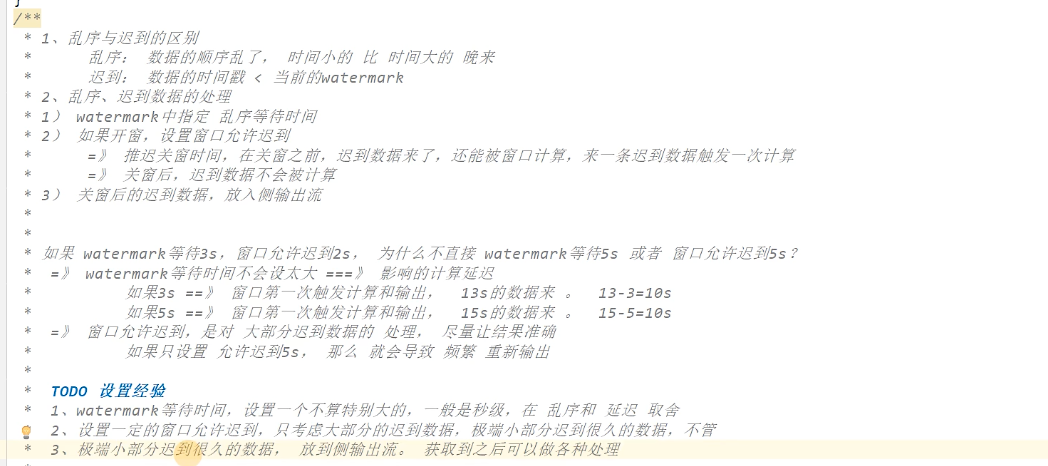 }
/**
* 1、乱序与迟到的区别
* 乱序： 数据的顺序乱了， 时间小的 比 时间大的 晚来
* 迟到： 数据的时间戳 < 当前的watermark
* 2、乱序、迟到数据的处理
* 1） watermark中指定 乱序等待时间
* 2） 如果开窗，设置窗口允许迟到
* =》 推迟关窗时间，在关窗之前，迟到数据来了，还能被窗口计算，来一条迟到数据触发一次计算
* =》 关窗后，迟到数据不会被计算
* 3） 关窗后的迟到数据，放入侧输出流
*
*
* 如果 watermark等待3s，窗口允许迟到2s， 为什么不直接 watermark等待5s 或者 窗口允许迟到5s？
* =》 watermark等待时间不会设太大 ===》 影响的计算延迟
* 如果3s ==》 窗口第一次触发计算和输出， 13s的数据来 。 13-3=10s
* 如果5s ==》 窗口第一次触发计算和输出， 15s的数据来 。 15-5=10s
* =》 窗口允许迟到，是对 大部分迟到数据的 处理， 尽量让结果准确
* 如果只设置 允许迟到5s， 那么 就会导致 频繁 重新输出
*
* TODO 设置经验
* 1、watermark等待时间，设置一个不算特别大的，一般是秒级，在 乱序和 延迟 取舍
* 2、设置一定的窗口允许迟到，只考虑大部分的迟到数据，极端小部分迟到很久的数据，不管
* 3、极端小部分迟到很久的数据， 放到侧输出流。 获取到之后可以做各种处理
*